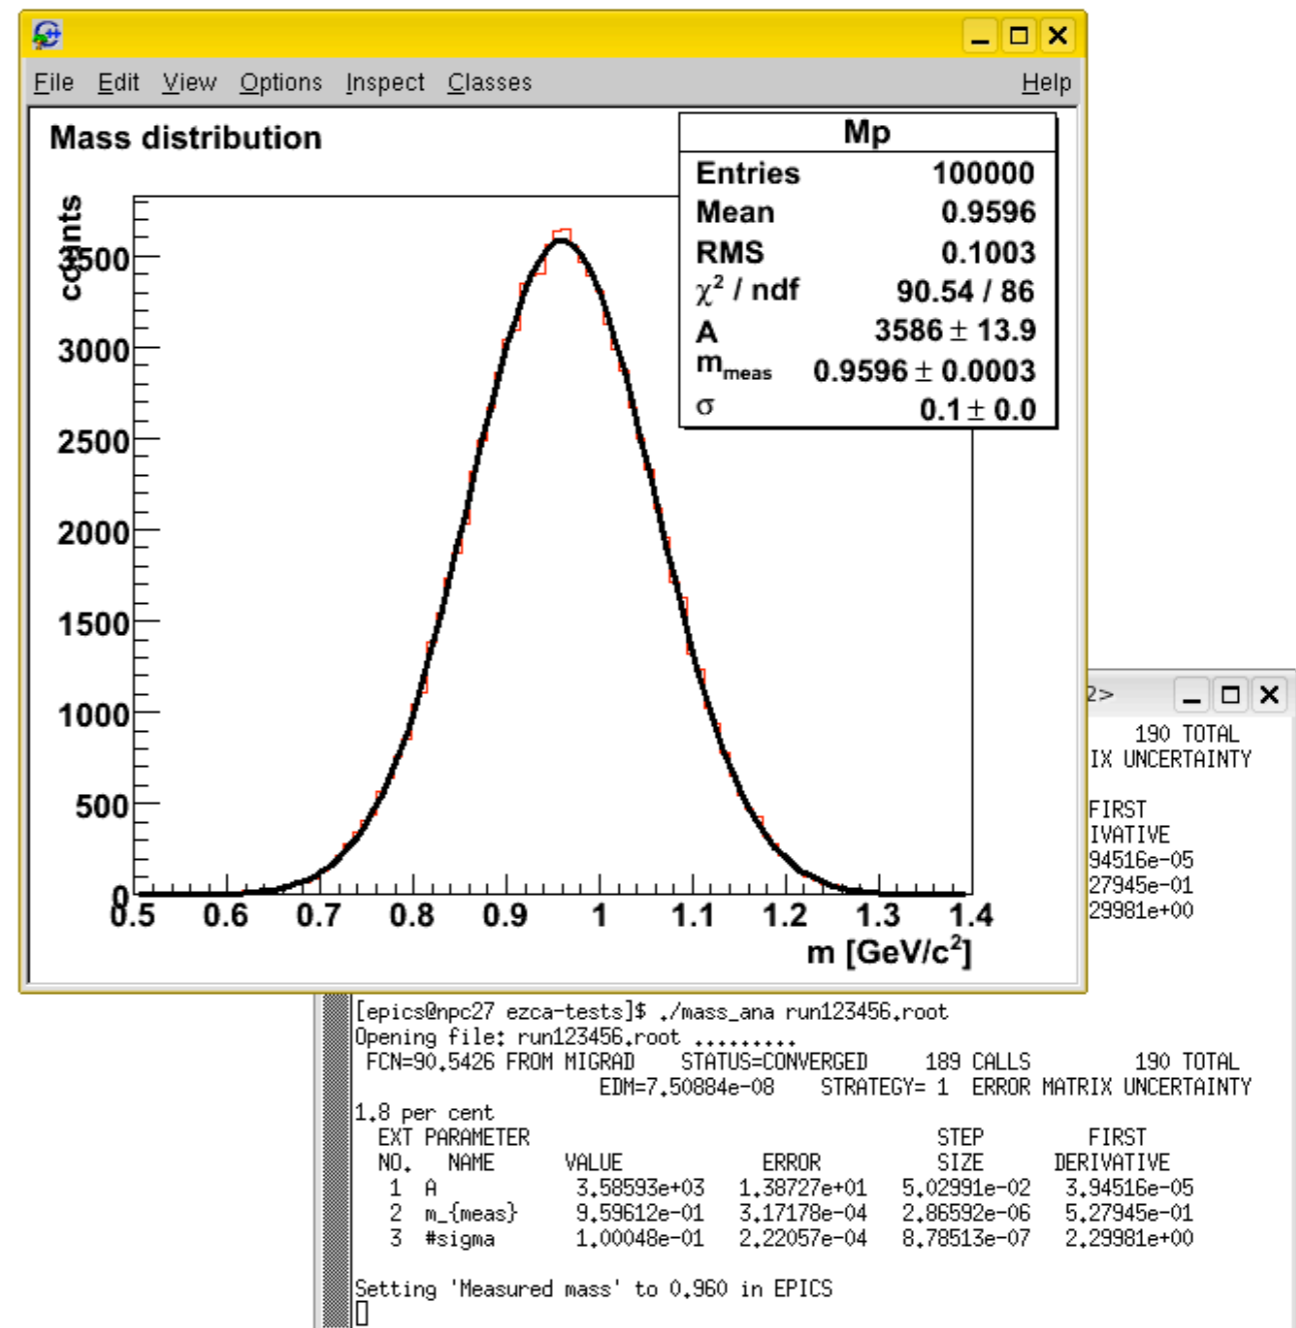 File Edit View Options Inspect Classes Help
Mass distribution
Mp
Entries 100000
Mean 0.9596
RMS 0.1003
χ² / ndf 90.54 / 86
A 3586 ± 13.9
m_meas 0.9596 ± 0.0003
σ 0.1 ± 0.0
counts
3500
3000
2500
2000
1500
1000
500
0
0.5 0.6 0.7 0.8 0.9 1 1.1 1.2 1.3 1.4
m [GeV/c²]
2>
190 TOTAL
IX UNCERTAINTY
FIRST
IVATIVE
94516e-05
27945e-01
29981e+00
[epics@npc27 ezca-tests]$ ./mass_ana run123456.root
Opening file: run123456.root .........
FCN=90.5426 FROM MIGRAD STATUS=CONVERGED 189 CALLS 190 TOTAL
EDM=7.50884e-08 STRATEGY= 1 ERROR MATRIX UNCERTAINTY
1.8 per cent
EXT PARAMETER STEP FIRST
NO. NAME VALUE ERROR SIZE DERIVATIVE
1 A 3.58593e+03 1.38727e+01 5.02991e-02 3.94516e-05
2 m_{meas} 9.59612e-01 3.17178e-04 2.86592e-06 5.27945e-01
3 #sigma 1.00048e-01 2.22057e-04 8.78513e-07 2.29981e+00
Setting 'Measured mass' to 0.960 in EPICS